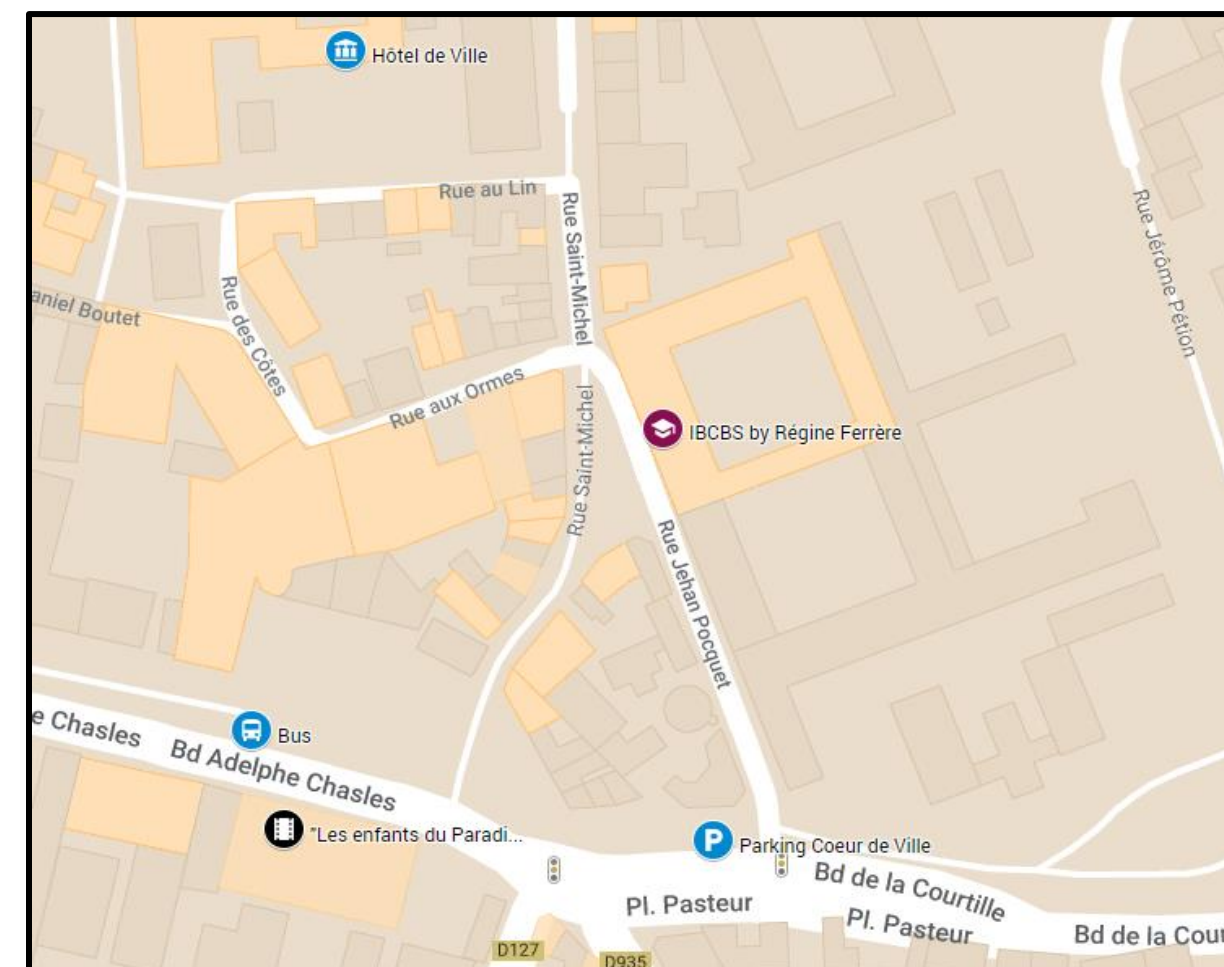 Hôtel de Ville
Rue au Lin
Rue Saint-Michel
Rue Jérôme Pétion
aniel Boutet
Rue des Côtes
Rue aux Ormes
Rue Saint-Michel
IBCBS by Régine Ferrère
Rue Jehan Pocquet
e Chasles
Bus
Bd Adelphe Chasles
"Les enfants du Paradi...
P
Parking Coeur de Ville
Bd de la Courtille
Pl. Pasteur
Pl. Pasteur
Bd de la Cour
D127
D935